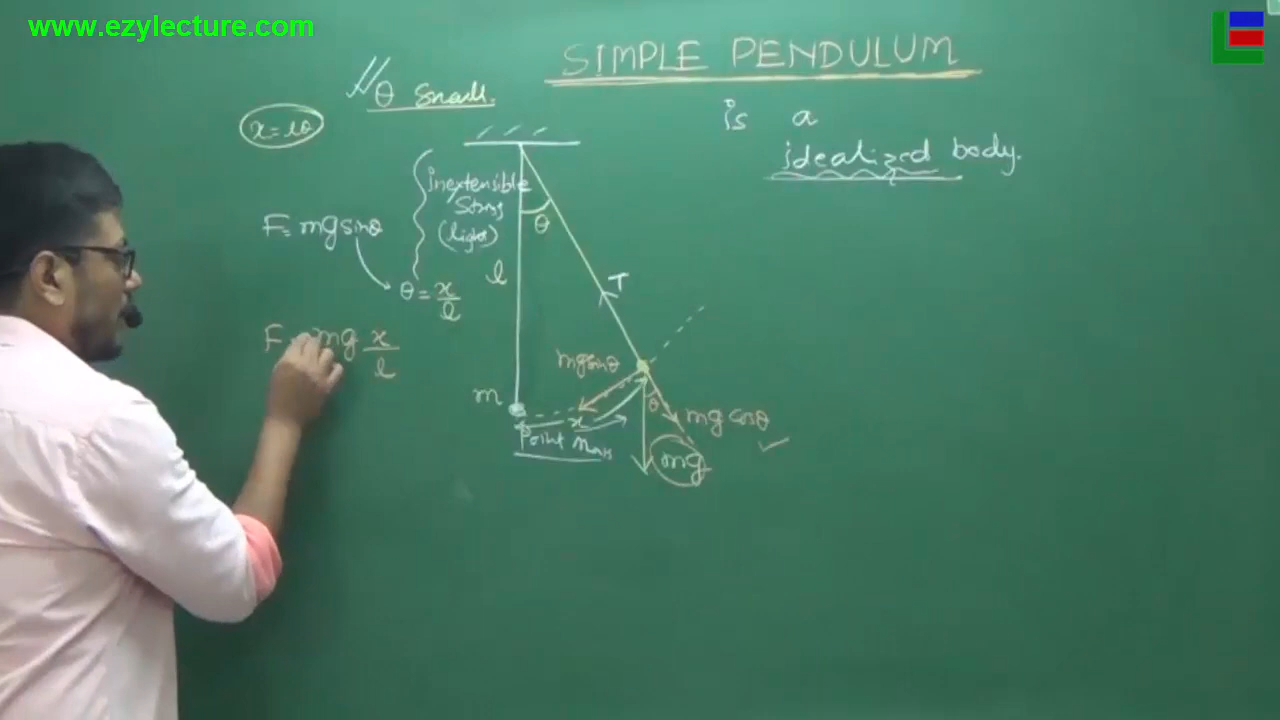 www.ezylecture.com
SIMPLE PENDULUM
is a
idealized body.
θ Small.
x = lθ
inextensible
String
(light)
l
θ
F = mg sinθ
θ = x/l
T
F = mg x/l
mg sinθ
m
x
θ
mg cosθ
Point Mass
mg